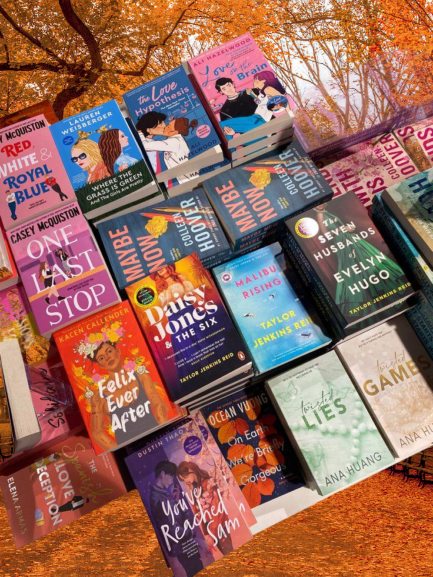 CASEY McQUISTON
RED,
WHITE &
ROYAL
BLUE
LAUREN
WEISBERGER
WHERE THE
GRASS IS GREEN
And The Girls are Pretty
The Love
Hypothesis
ALI HAZELWOOD
Love
on the
Brain
CASEY McQUISTON
ONE
LAST
STOP
MAYBE
NOW
COLLEEN
HOOVER
MAYBE
NOW
COLLEEN
HOOVER
THE
SEVEN
HUSBANDS
OF
EVELYN
HUGO
TAYLOR JENKINS REID
KACEN CALLENDER
Felix
Ever
After
Daisy
Jones
& THE SIX
TAYLOR JENKINS REID
MALIBU
RISING
TAYLOR
JENKINS REID
twisted
LIES
ANA HUANG
twisted
GAMES
ANA HUANG
OCEAN VUONG
On Earth
We're Briefly
Gorgeous
DUSTIN THAO
You've
Reached
Sam
THE
LOVE
DECEPTION
ELENA ARMAS